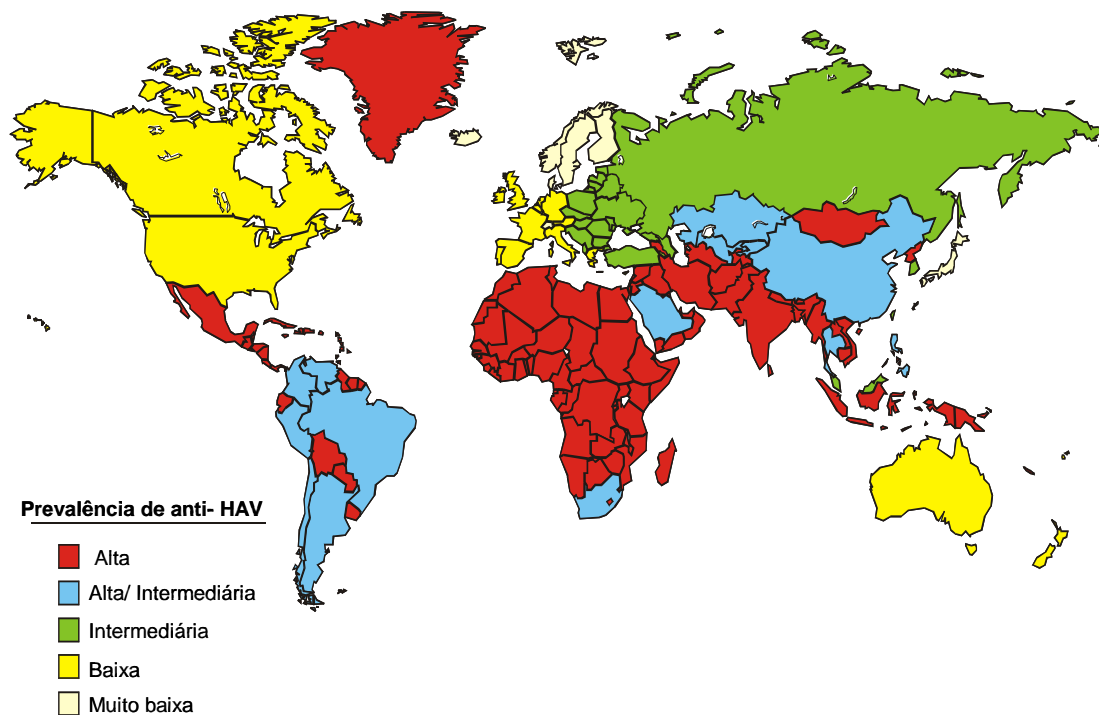 Prevalência de anti- HAV
Alta
Alta/ Intermediária
Intermediária
Baixa
Muito baixa